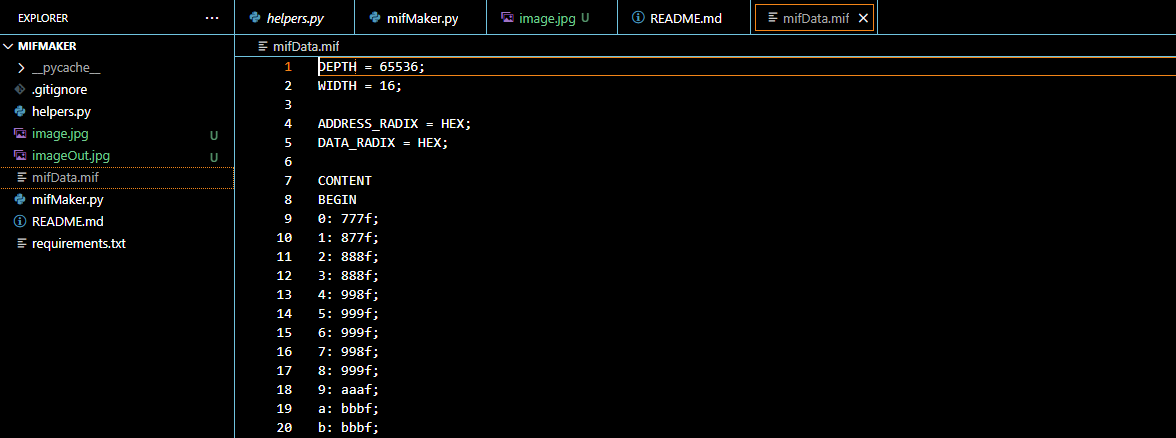 EXPLORER ...
MIFMAKER
__pycache__
.gitignore
helpers.py
image.jpg U
imageOut.jpg U
mifData.mif
mifMaker.py
README.md
requirements.txt
helpers.py mifMaker.py image.jpg U README.md mifData.mif
mifData.mif
1 DEPTH = 65536;
2 WIDTH = 16;
3
4 ADDRESS_RADIX = HEX;
5 DATA_RADIX = HEX;
6
7 CONTENT
8 BEGIN
9 0: 777f;
10 1: 877f;
11 2: 888f;
12 3: 888f;
13 4: 998f;
14 5: 999f;
15 6: 999f;
16 7: 998f;
17 8: 999f;
18 9: aaaf;
19 a: bbbf;
20 b: bbbf;